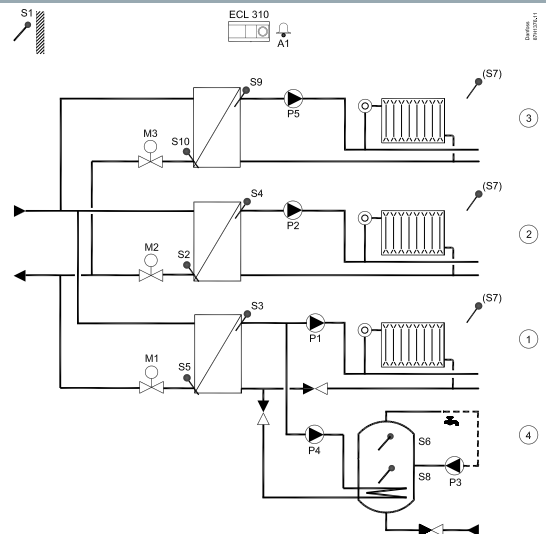 S1
ECL 310
A1
Danfoss
S9
(S7)
P5
3
M3
S10
S4
(S7)
P2
2
M2
S2
S3
(S7)
P1
1
M1
S5
4
P4
S6
S8
P3